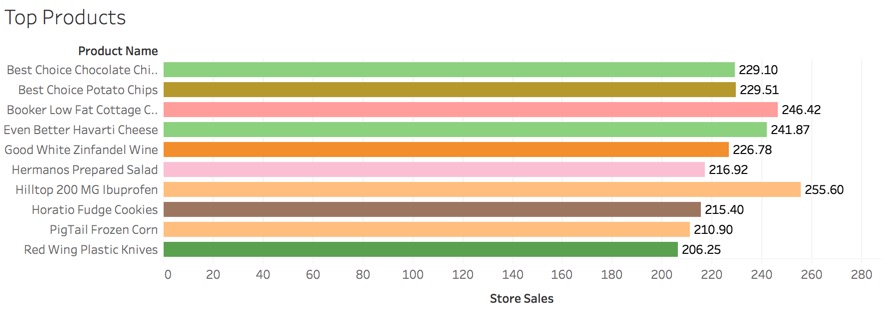 Top Products
Product Name
Best Choice Chocolate Chi.. 229.10
Best Choice Potato Chips 229.51
Booker Low Fat Cottage C.. 246.42
Even Better Havarti Cheese 241.87
Good White Zinfandel Wine 226.78
Hermanos Prepared Salad 216.92
Hilltop 200 MG Ibuprofen 255.60
Horatio Fudge Cookies 215.40
PigTail Frozen Corn 210.90
Red Wing Plastic Knives 206.25
0 20 40 60 80 100 120 140 160 180 200 220 240 260 280
Store Sales